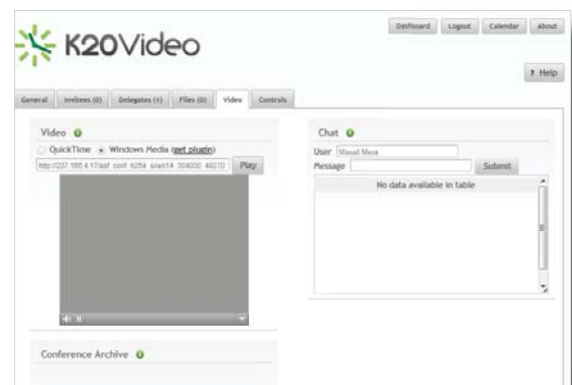 Dashboard Logout Calendar About
K20Video
? Help
General Invitees (0) Delegates (1) Files (0) Video Controls
Video
QuickTime Windows Media (get plugin)
Play
Chat
User
Message Submit
No data available in table
Conference Archive